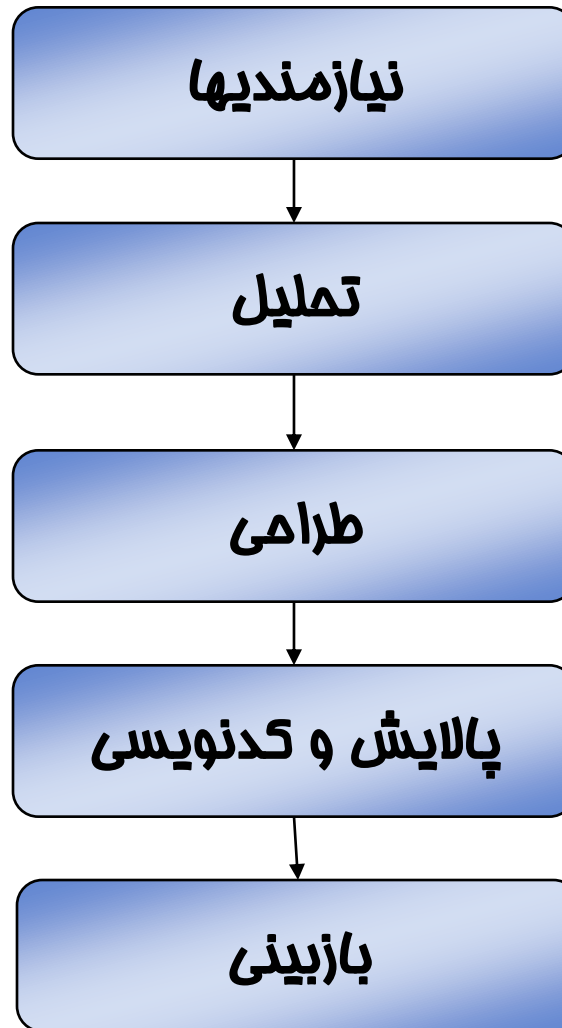 نیازمندیها
تحلیل
طراحی
پالایش و کدنویسی
بازبینی